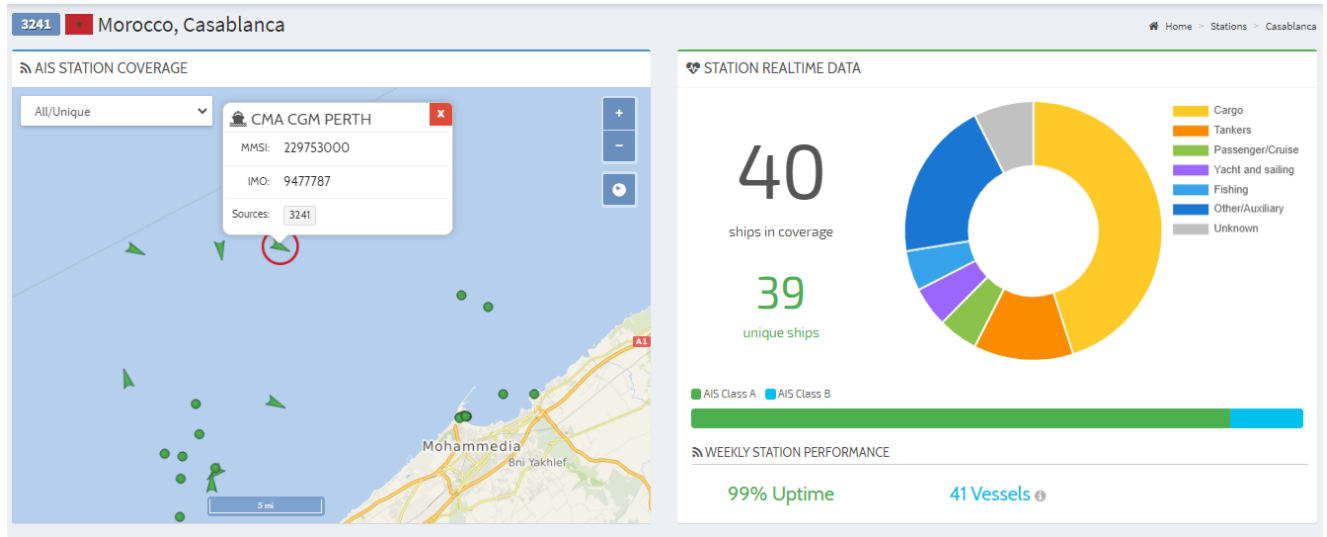 3241 Morocco, Casablanca
Home > Stations > Casablanca
AIS STATION COVERAGE
All/Unique
CMA CGM PERTH
x
MMSI: 229753000
IMO: 9477787
Sources: 3241
+
−
A1
Mohammedia
Bni Yakhlef
5 mi
STATION REALTIME DATA
40
ships in coverage
39
unique ships
Cargo
Tankers
Passenger/Cruise
Yacht and sailing
Fishing
Other/Auxiliary
Unknown
AIS Class A AIS Class B
WEEKLY STATION PERFORMANCE
99% Uptime 41 Vessels